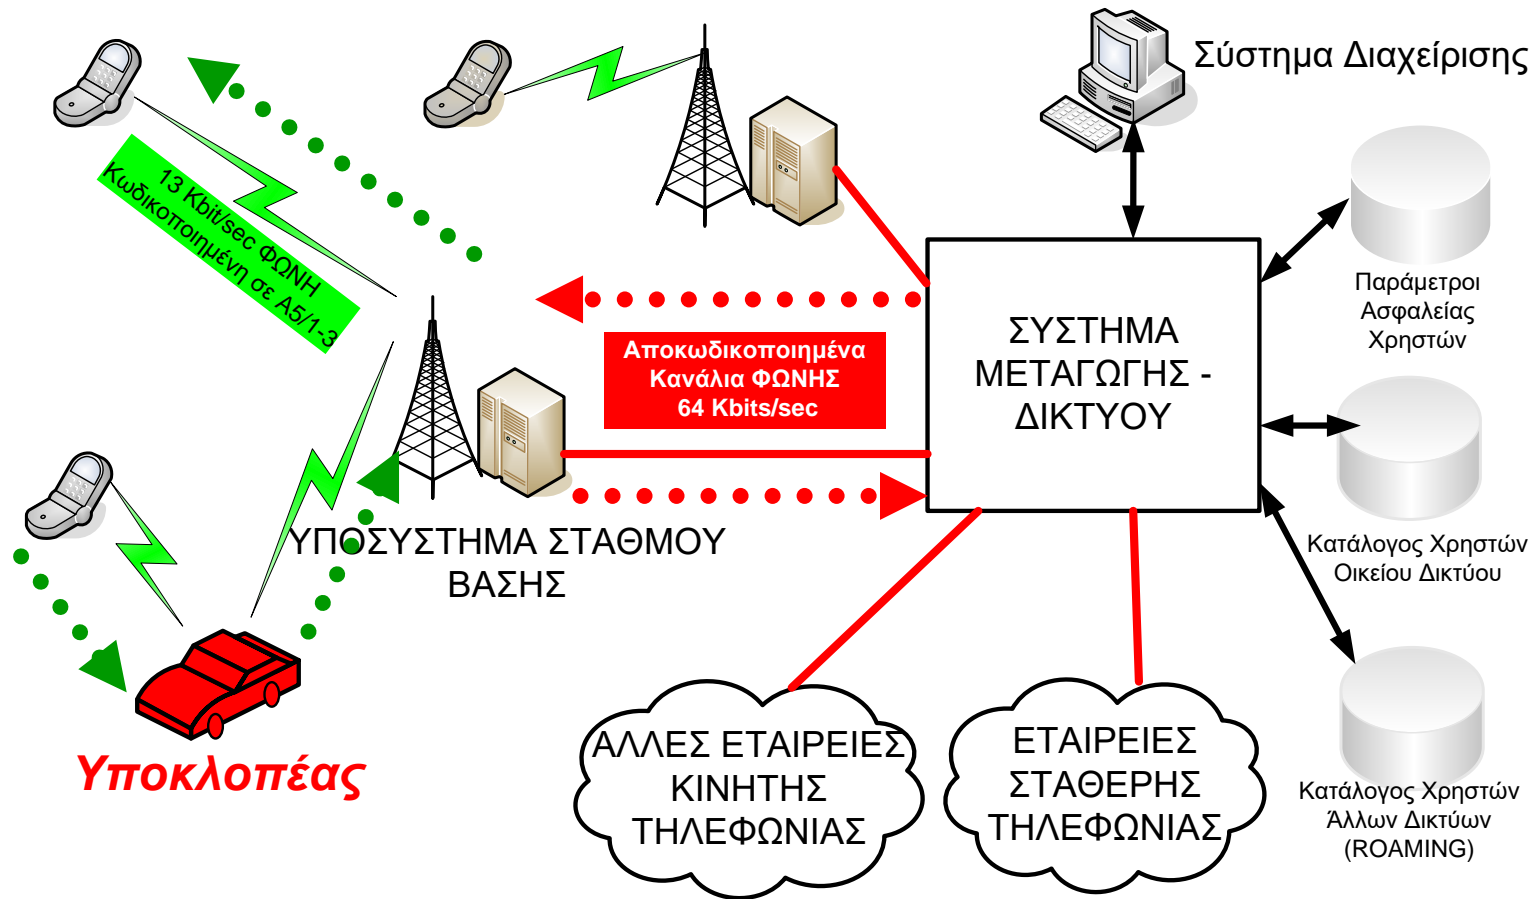 Σύστημα Διαχείρισης
13 Kbit/sec ΦΩΝΗ
Κωδικοποιημένη σε A5/1-3
Παράμετροι
Ασφαλείας
Χρηστών
Αποκωδικοποιημένα
Κανάλια ΦΩΝΗΣ
64 Kbits/sec
ΣΥΣΤΗΜΑ
ΜΕΤΑΓΩΓΗΣ -
ΔΙΚΤΥΟΥ
ΥΠΟΣΥΣΤΗΜΑ ΣΤΑΘΜΟΥ
ΒΑΣΗΣ
Κατάλογος Χρηστών
Οικείου Δικτύου
Υποκλοπέας
ΑΛΛΕΣ ΕΤΑΙΡΕΙΕΣ
ΚΙΝΗΤΗΣ
ΤΗΛΕΦΩΝΙΑΣ
ΕΤΑΙΡΕΙΕΣ
ΣΤΑΘΕΡΗΣ
ΤΗΛΕΦΩΝΙΑΣ
Κατάλογος Χρηστών
Άλλων Δικτύων
(ROAMING)